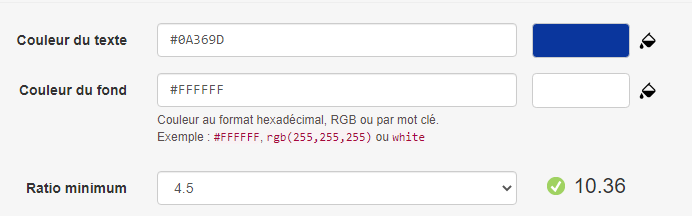 Couleur du texte #0A369D
Couleur du fond #FFFFFF
Couleur au format hexadécimal, RGB ou par mot clé.
Exemple : #FFFFFF, rgb(255,255,255) ou white
Ratio minimum 4.5 10.36